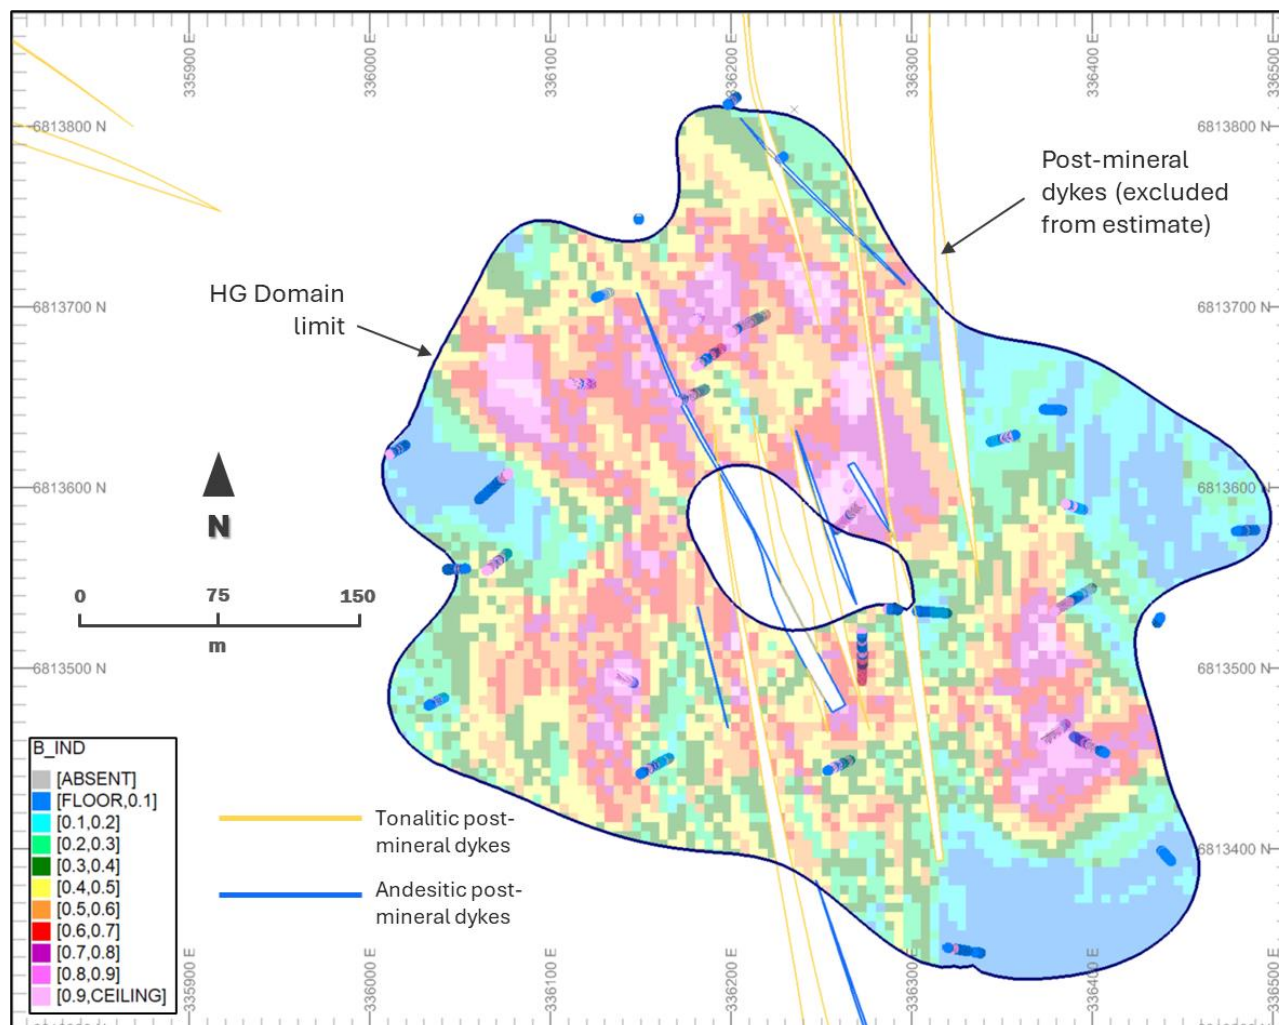 335900 E
336000 E
336100 E
336200 E
336300 E
336400 E
336500 E
6813800 N
6813800 N
Post-mineral
dykes (excluded
from estimate)
HG Domain
limit
6813700 N
6813700 N
6813600 N
6813600 N
N
0 75 150
m
6813500 N
6813500 N
B_IND
[ABSENT]
[FLOOR,0.1]
[0.1,0.2]
[0.2,0.3]
[0.3,0.4]
[0.4,0.5]
[0.5,0.6]
[0.6,0.7]
[0.7,0.8]
[0.8,0.9]
[0.9,CEILING]
Tonalitic post-
mineral dykes
Andesitic post-
mineral dykes
6813400 N
335900 E
336000 E
336100 E
336200 E
336300 E
336400 E
336500 E